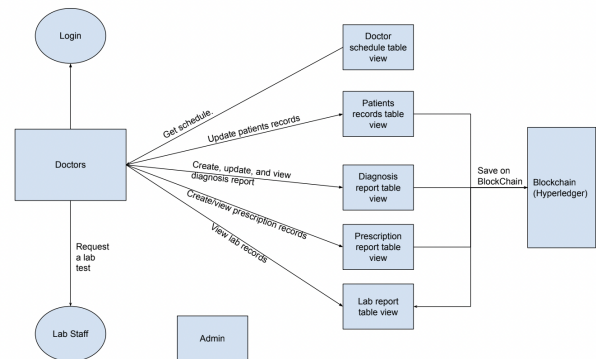 Login
Doctor
schedule table
view
Get schedule.
Patients
records table
view
Update patients records
Doctors
Create, update, and view
diagnosis report
Diagnosis
report table
view
Save on
BlockChain
Blockchain
(Hyperledger)
Create/view prescription records
Prescription
report table
view
View lab records
Request
a lab
test
Lab report
table view
Lab Staff
Admin